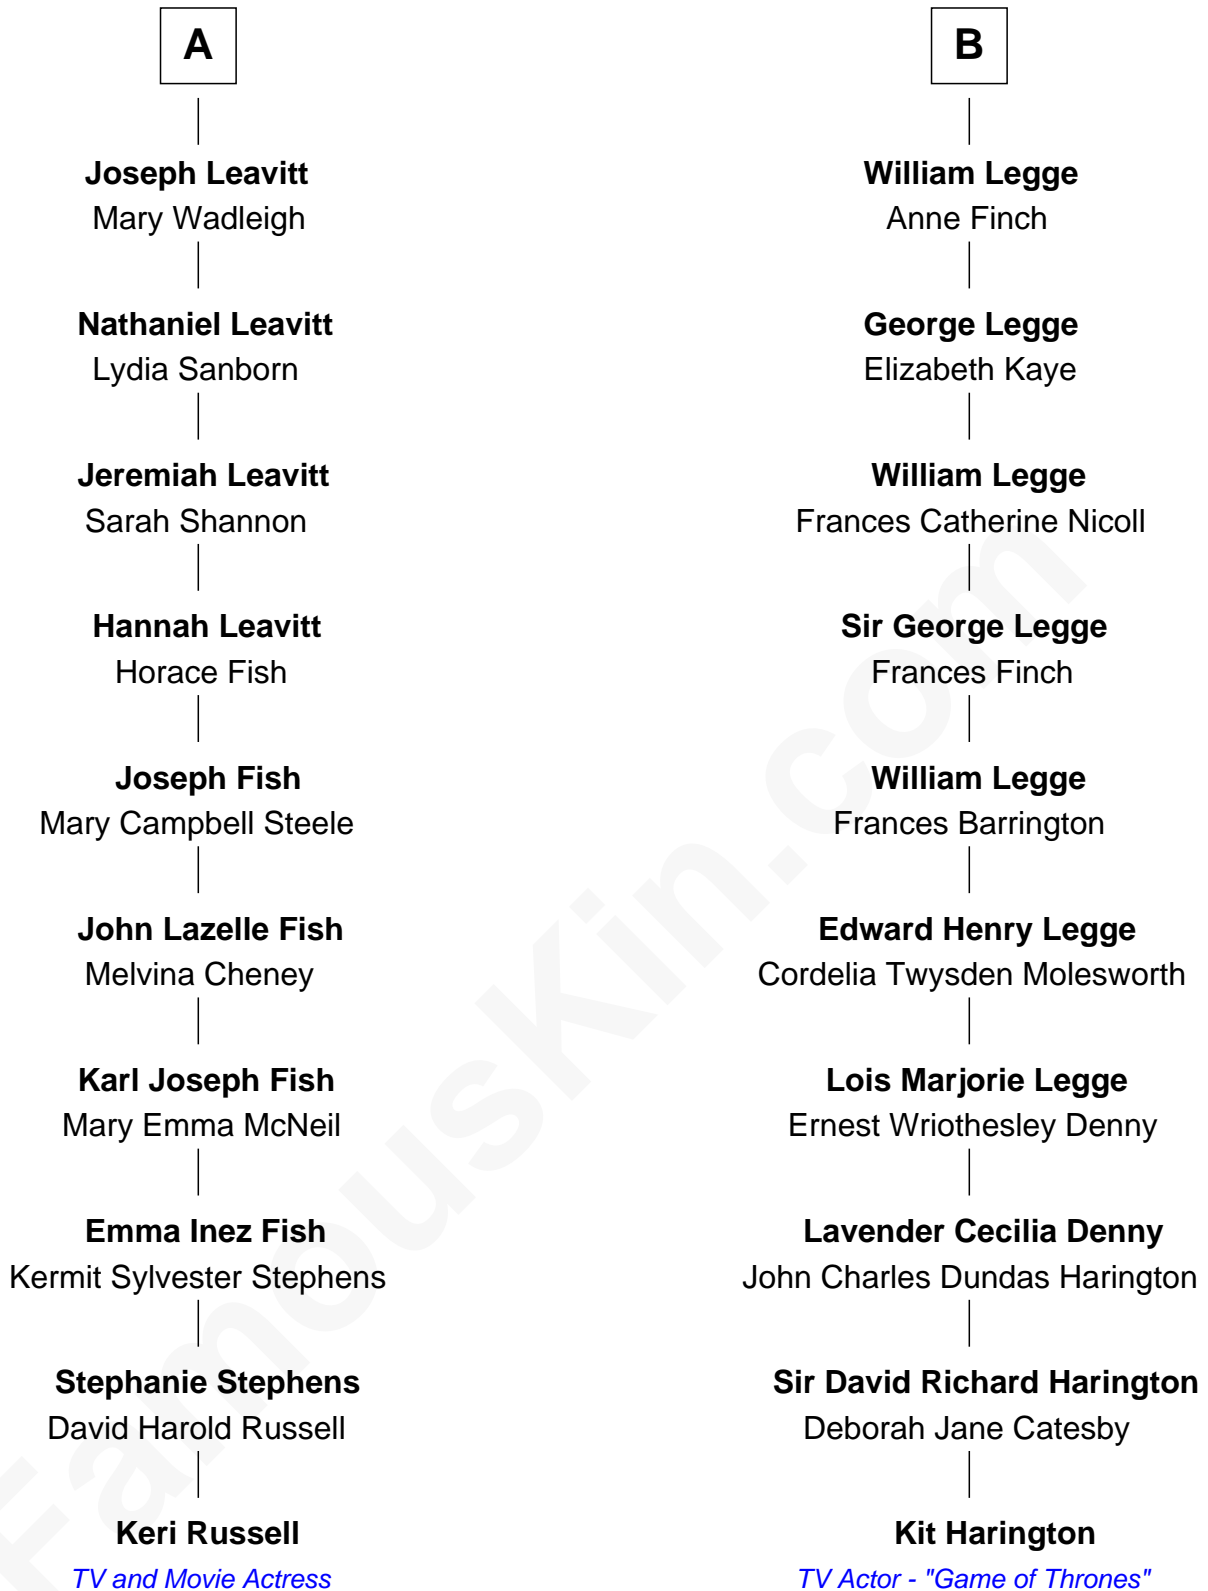 A
Joseph Leavitt
Mary Wadleigh
Nathaniel Leavitt
Lydia Sanborn
Jeremiah Leavitt
Sarah Shannon
Hannah Leavitt
Horace Fish
Joseph Fish
Mary Campbell Steele
John Lazelle Fish
Melvina Cheney
Karl Joseph Fish
Mary Emma McNeil
Emma Inez Fish
Kermit Sylvester Stephens
Stephanie Stephens
David Harold Russell
Keri Russell
TV and Movie Actress
B
William Legge
Anne Finch
George Legge
Elizabeth Kaye
William Legge
Frances Catherine Nicoll
Sir George Legge
Frances Finch
William Legge
Frances Barrington
Edward Henry Legge
Cordelia Twysden Molesworth
Lois Marjorie Legge
Ernest Wriothesley Denny
Lavender Cecilia Denny
John Charles Dundas Harington
Sir David Richard Harington
Deborah Jane Catesby
Kit Harington
TV Actor - "Game of Thrones"
FamousKin.com